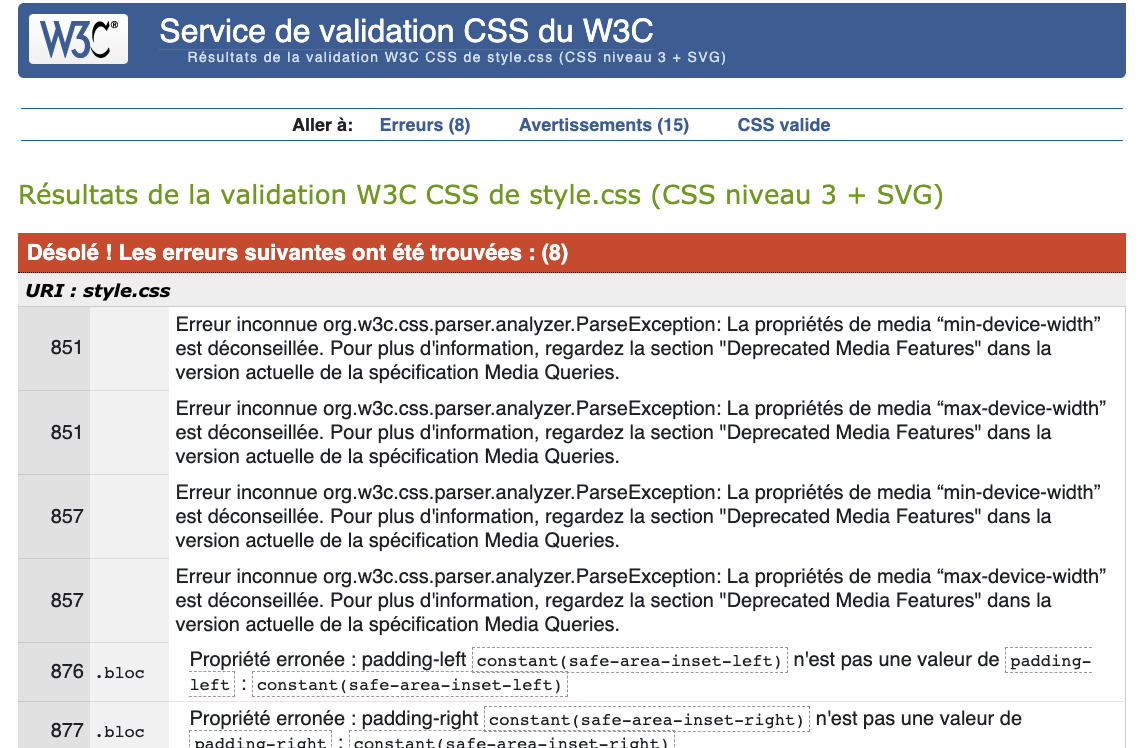 W3C®
Service de validation CSS du W3C
Résultats de la validation W3C CSS de style.css (CSS niveau 3 + SVG)
Aller à: Erreurs (8) Avertissements (15) CSS valide
Résultats de la validation W3C CSS de style.css (CSS niveau 3 + SVG)
Désolé ! Les erreurs suivantes ont été trouvées : (8)
URI : style.css
851 Erreur inconnue org.w3c.css.parser.analyzer.ParseException: La propriétés de media “min-device-width”
est déconseillée. Pour plus d'information, regardez la section "Deprecated Media Features" dans la
version actuelle de la spécification Media Queries.
851 Erreur inconnue org.w3c.css.parser.analyzer.ParseException: La propriétés de media “max-device-width”
est déconseillée. Pour plus d'information, regardez la section "Deprecated Media Features" dans la
version actuelle de la spécification Media Queries.
857 Erreur inconnue org.w3c.css.parser.analyzer.ParseException: La propriétés de media “min-device-width”
est déconseillée. Pour plus d'information, regardez la section "Deprecated Media Features" dans la
version actuelle de la spécification Media Queries.
857 Erreur inconnue org.w3c.css.parser.analyzer.ParseException: La propriétés de media “max-device-width”
est déconseillée. Pour plus d'information, regardez la section "Deprecated Media Features" dans la
version actuelle de la spécification Media Queries.
876 .bloc Propriété erronée : padding-left constant(safe-area-inset-left) n'est pas une valeur de padding-
left : constant(safe-area-inset-left)
877 .bloc Propriété erronée : padding-right constant(safe-area-inset-right) n'est pas une valeur de
padding-right : constant(safe-area-inset-right)